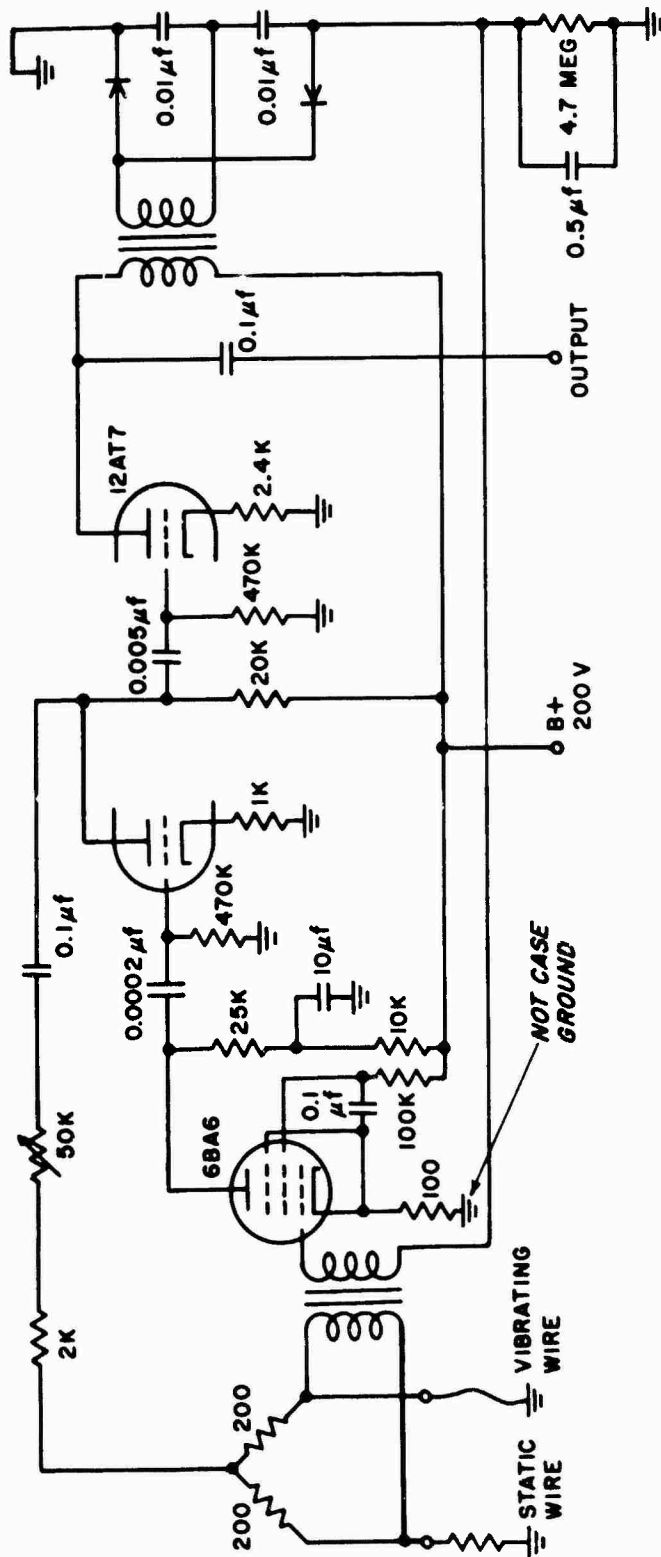 2K
50K
0.1μf
0.01μf
0.01μf
0.1μf
12AT7
0.005μf
0.0002μf
470K
1K
20K
470K
2.4K
25K
10μf
10K
6BA6
0.1
μf
100K
100
200
200
4.7 MEG
0.5μf
NOT CASE
GROUND
STATIC
WIRE
VIBRATING
WIRE
B+
200 V
OUTPUT